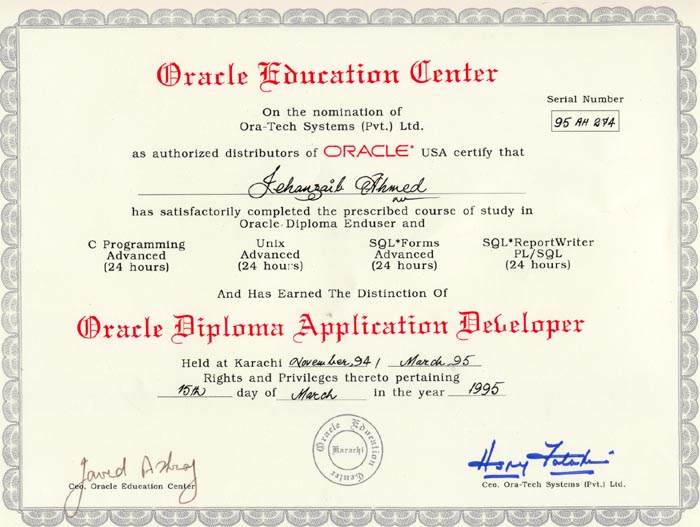 Oracle Education Center
On the nomination of
Ora-Tech Systems (Pvt.) Ltd.
Serial Number
95 AH 274
as authorized distributors of ORACLE USA certify that
Jehanzaib Ahmed
has satisfactorily completed the prescribed course of study in
Oracle Diploma Enduser and
C Programming
Advanced
(24 hours)
Unix
Advanced
(24 hours)
SQL*Forms
Advanced
(24 hours)
SQL*ReportWriter
PL/SQL
(24 hours)
And Has Earned The Distinction Of
Oracle Diploma Application Developer
Held at Karachi November, 94 / March, 95
Rights and Privileges thereto pertaining
15th day of March in the year 1995
Oracle Education Center
Karachi
Javed
Ceo. Oracle Education Center
Ceo. Ora-Tech Systems (Pvt.) Ltd.